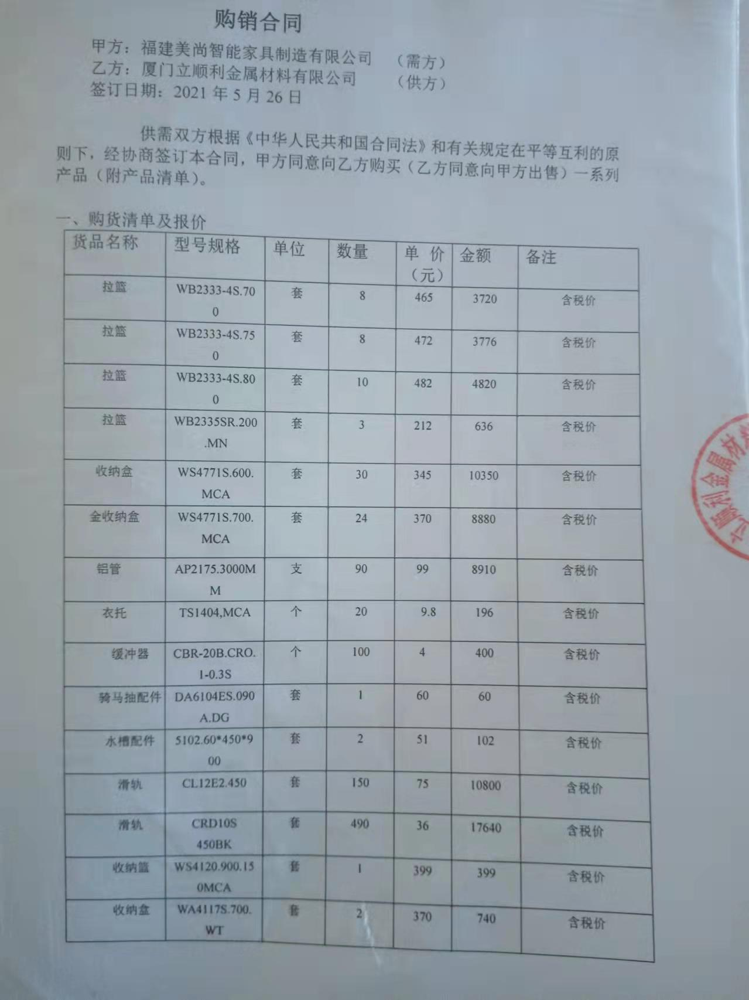 购销合同
甲方：福建美尚智能家具制造有限公司 （需方）
乙方：厦门立顺利金属材料有限公司 （供方）
签订日期：2021 年 5 月 26 日
供需双方根据《中华人民共和国合同法》和有关规定在平等互利的原
则下，经协商签订本合同，甲方同意向乙方购买（乙方同意向甲方出售）一系列
产品（附产品清单）。
一、购货清单及报价
货品名称 型号规格 单位 数量 单 价 金额 备注
（元）
拉篮 WB2333-4S.70 套 8 465 3720 含税价
0
拉篮 WB2333-4S.75 套 8 472 3776 含税价
0
拉篮 WB2333-4S.80 套 10 482 4820 含税价
0
拉篮 WB2335SR.200 套 3 212 636 含税价
.MN
收纳盒 WS4771S.600. 套 30 345 10350 含税价
MCA
金收纳盒 WS4771S.700. 套 24 370 8880 含税价
MCA
铝管 AP2175.3000M 支 90 99 8910 含税价
M
衣托 TS1404,MCA 个 20 9.8 196 含税价
缓冲器 CBR-20B.CRO. 个 100 4 400 含税价
1-0.3S
骑马抽配件 DA6104ES.090 套 1 60 60 含税价
A.DG
水槽配件 5102.60*450*9 套 2 51 102 含税价
00
滑轨 CL12E2.450 套 150 75 10800 含税价
滑轨 CRD10S 套 490 36 17640 含税价
450BK
收纳篮 WS4120.900.15 套 1 399 399 含税价
0MCA
收纳盒 WA4117S.700. 套 2 370 740 含税价
WT
立顺利金属材